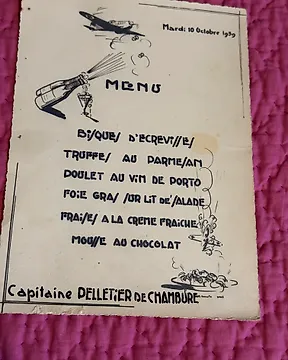 Mardi 10 Octobre 1939
MENU
BISQUES D'ECREVISSES
TRUFFES AU PARMESAN
POULET AU VIN DE PORTO
FOIE GRAS SUR LIT DE SALADE
FRAISES A LA CREME FRAICHE
MOUSSE AU CHOCOLAT
Capitaine PELLETIER DE CHAMBURE